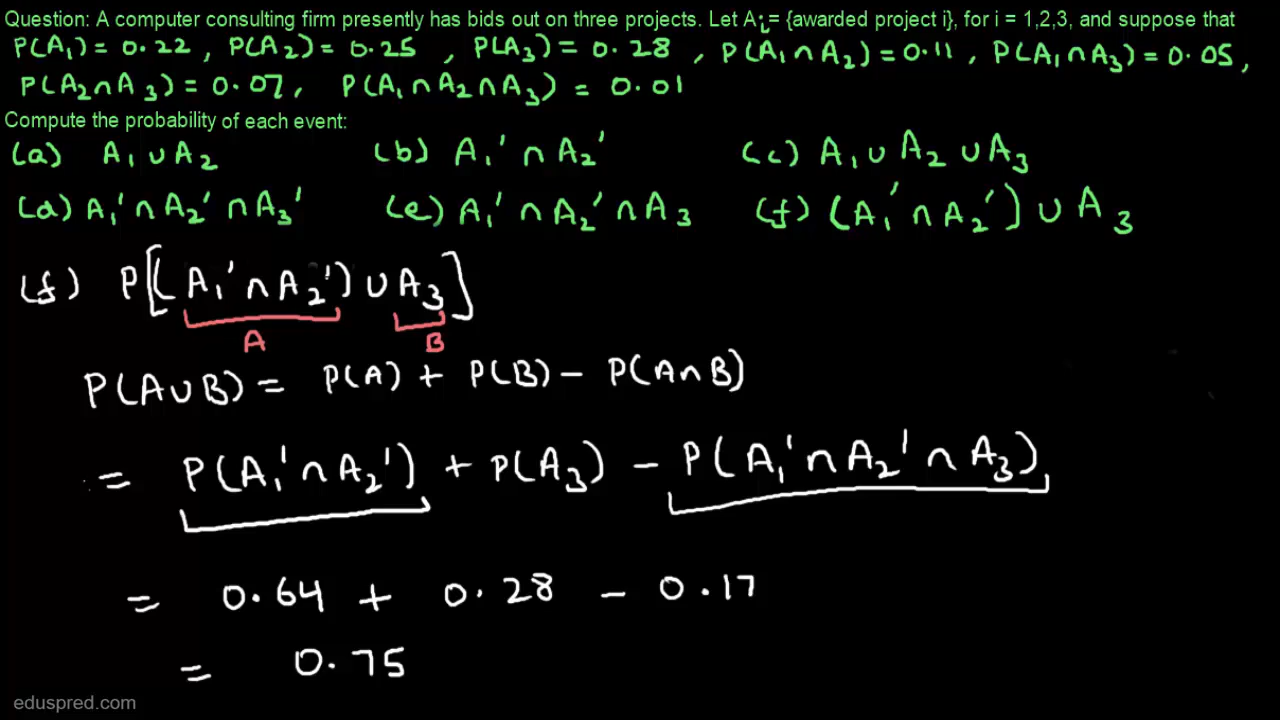 Question: A computer consulting firm presently has bids out on three projects. Let Aᵢ = {awarded project i}, for i = 1,2,3, and suppose that
P(A₁) = 0.22, P(A₂) = 0.25, P(A₃) = 0.28, P(A₁∩A₂) = 0.11, P(A₁∩A₃) = 0.05,
P(A₂∩A₃) = 0.07, P(A₁∩A₂∩A₃) = 0.01
Compute the probability of each event:
(a) A₁∪A₂ (b) A₁'∩A₂' (c) A₁∪A₂∪A₃
(d) A₁'∩A₂'∩A₃' (e) A₁'∩A₂'∩A₃ (f) (A₁'∩A₂')∪A₃
(f) P[(A₁'∩A₂')∪A₃]
A B
P(A∪B) = P(A) + P(B) − P(A∩B)
= P(A₁'∩A₂') + P(A₃) − P(A₁'∩A₂'∩A₃)
= 0.64 + 0.28 − 0.17
= 0.75
eduspred.com